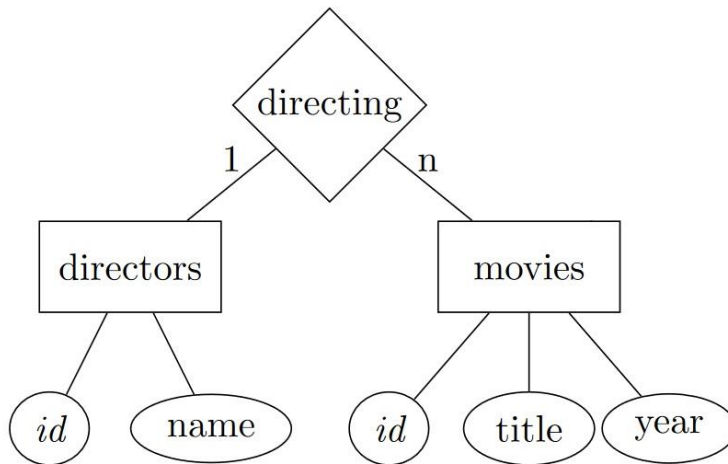 directing
1
n
directors
movies
id
name
id
title
year